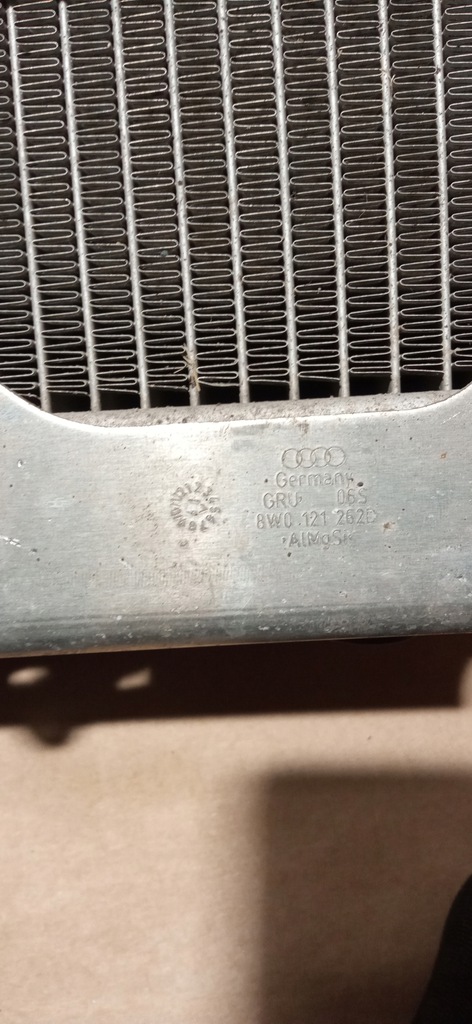 Germany
GRU 06S
8W0 121 262D
AlMgSi